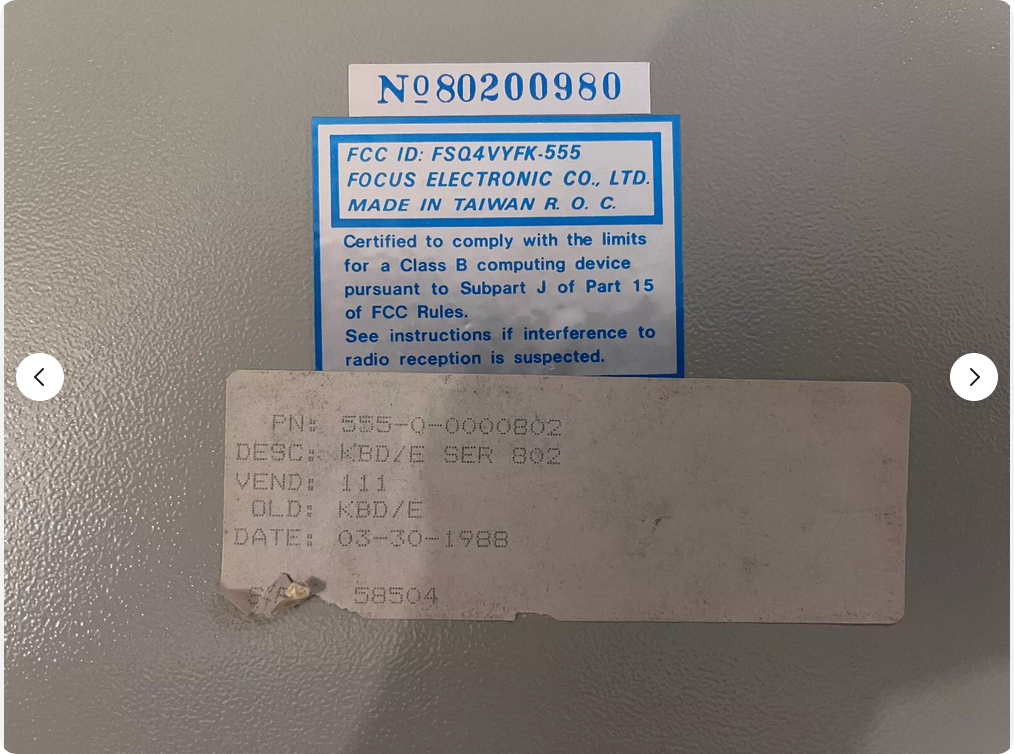 Nº80200980
FCC ID: FSQ4VYFK-555
FOCUS ELECTRONIC CO., LTD.
MADE IN TAIWAN R. O. C.
Certified to comply with the limits
for a Class B computing device
pursuant to Subpart J of Part 15
of FCC Rules.
See instructions if interference to
radio reception is suspected.
PN: 555-0-0000802
DESC: KBD/E SER 802
VEND: 111
OLD: KBD/E
DATE: 03-30-1988
58504